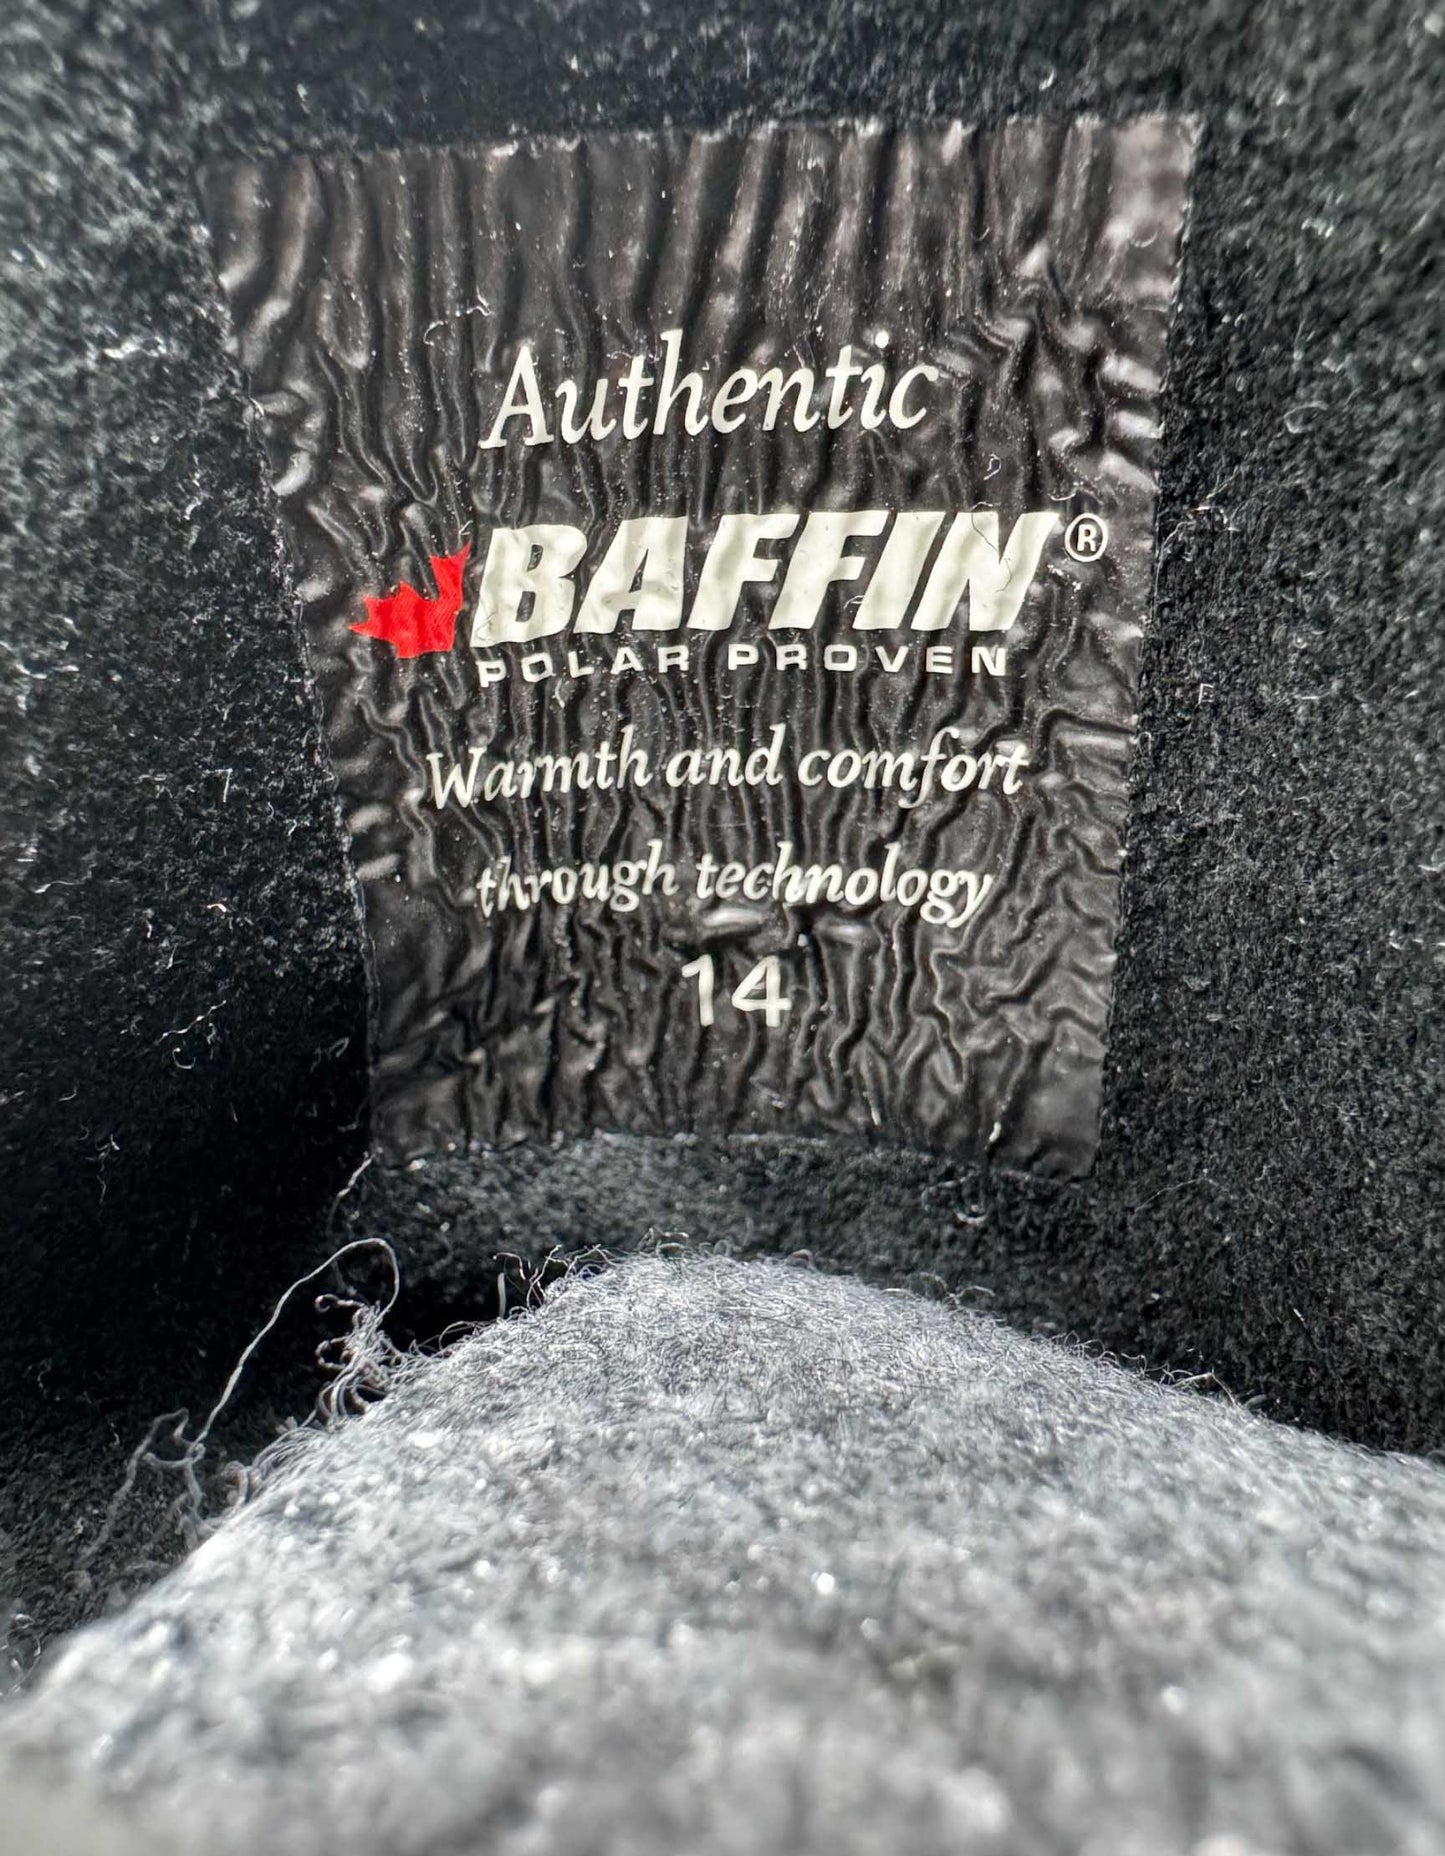 Authentic
BAFFIN®
POLAR PROVEN
Warmth and comfort
through technology
14